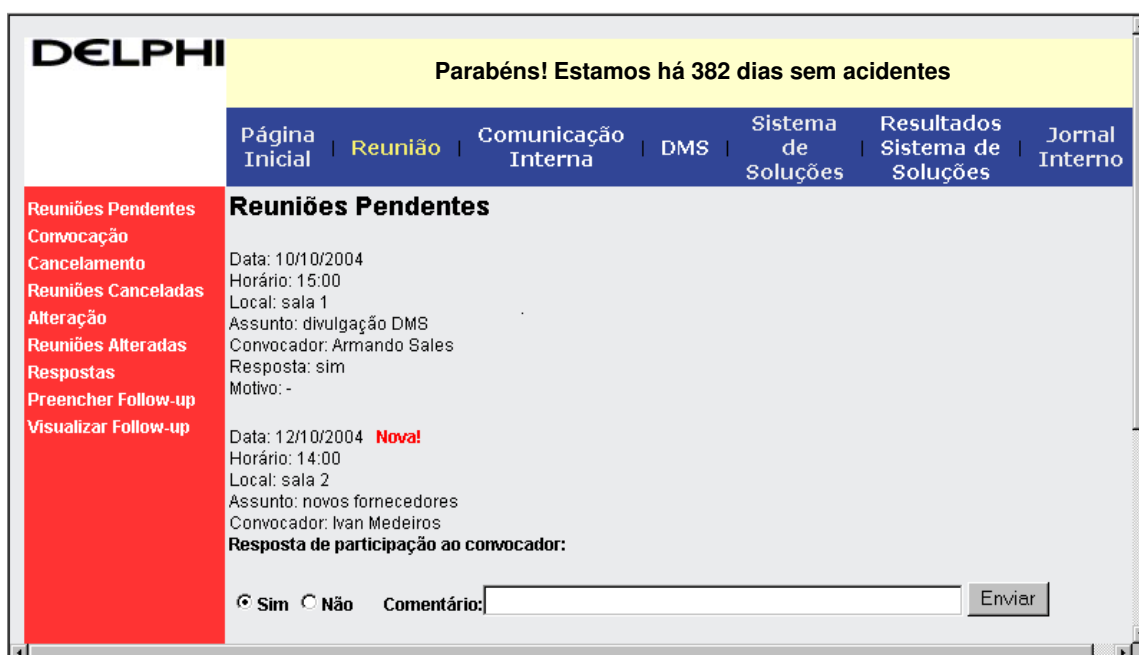 DELPHI
Parabéns! Estamos há 382 dias sem acidentes
Página Inicial | Reunião | Comunicação Interna | DMS | Sistema de Soluções | Resultados Sistema de Soluções | Jornal Interno
Reuniões Pendentes
Convocação
Cancelamento
Reuniões Canceladas
Alteração
Reuniões Alteradas
Respostas
Preencher Follow-up
Visualizar Follow-up
Reuniões Pendentes
Data: 10/10/2004
Horário: 15:00
Local: sala 1
Assunto: divulgação DMS
Convocador: Armando Sales
Resposta: sim
Motivo: -
Data: 12/10/2004 Nova!
Horário: 14:00
Local: sala 2
Assunto: novos fornecedores
Convocador: Ivan Medeiros
Resposta de participação ao convocador:
Sim Não Comentário: Enviar